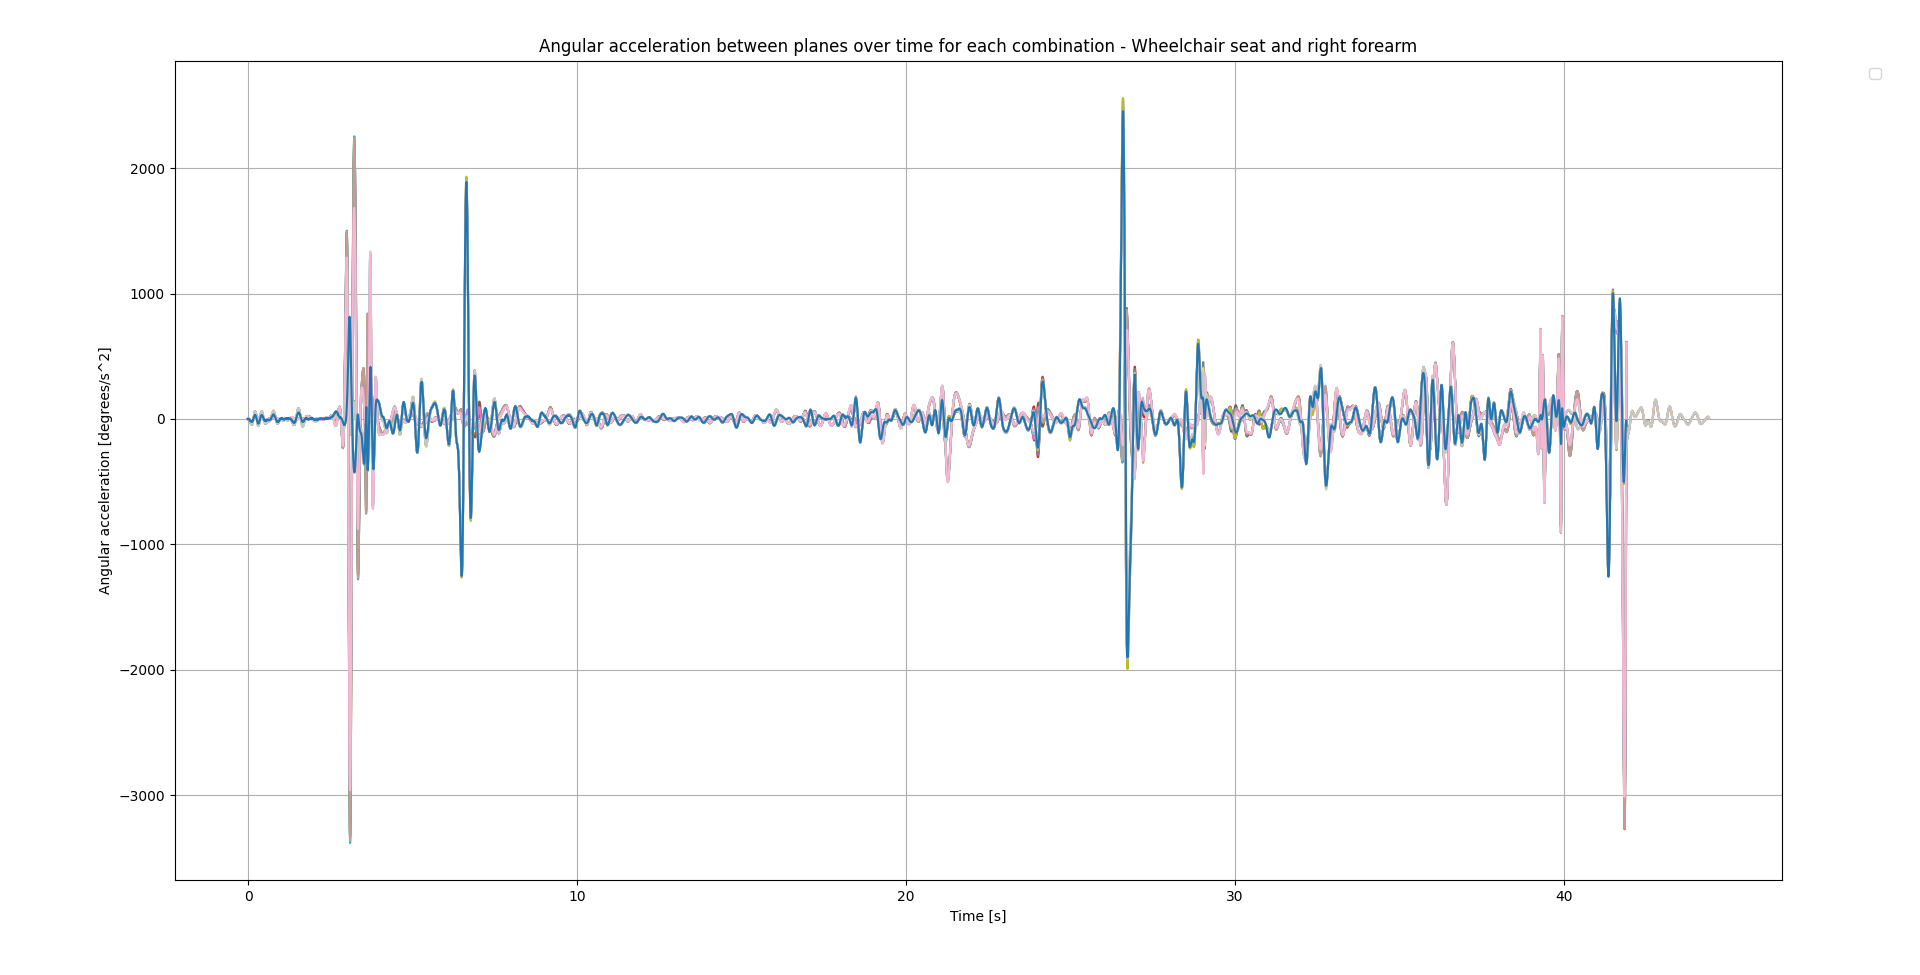 Angular acceleration between planes over time for each combination - Wheelchair seat and right forearm
2000
1000
0
−1000
−2000
−3000
Angular acceleration [degrees/s^2]
0 10 20 30 40
Time [s]